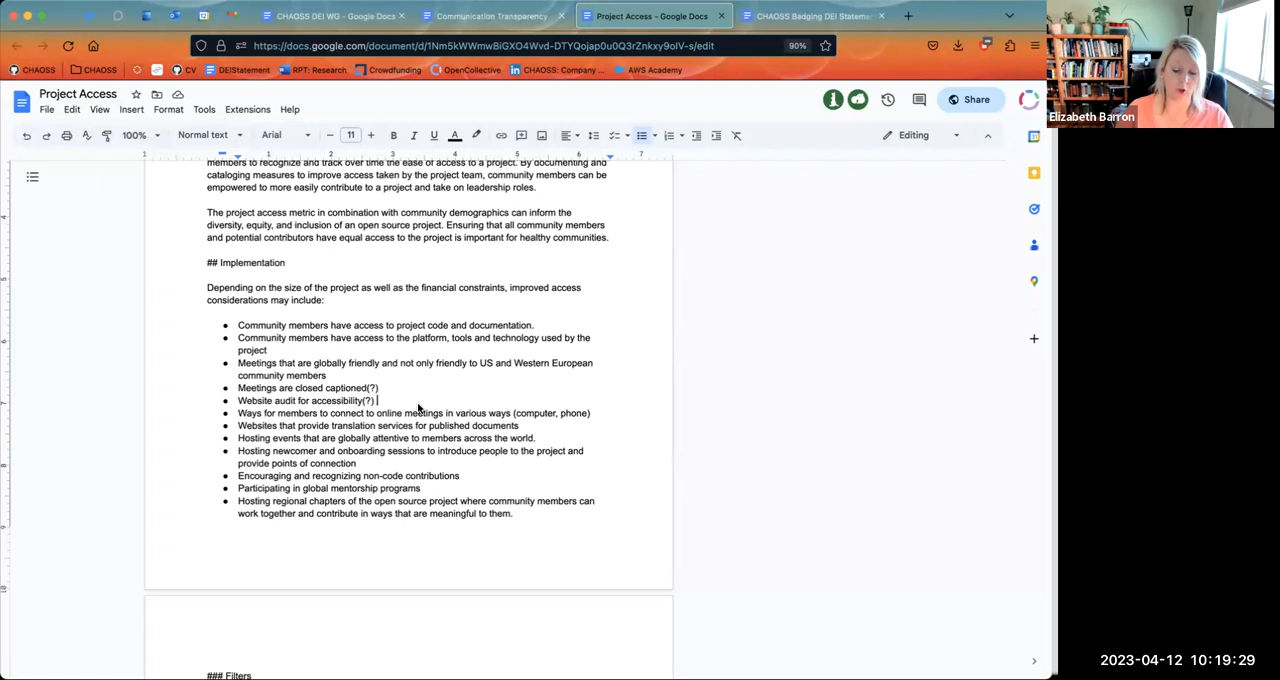 CHAOSS DEI WG - Google Docs
Communication Transparency
Project Access - Google Docs
CHAOSS Badging DEI Stateme
https://docs.google.com/document/d/1Nm5kWWmwBiGXO4Wvd-DTYQojap0u0Q3rZnkxy9oIV-s/edit
90%
CHAOSS
CHAOSS
CV
DEIStatement
RPT: Research
Crowdfunding
OpenCollective
CHAOSS: Company ...
AWS Academy
Elizabeth Barron
Project Access
File Edit View Insert Format Tools Extensions Help
Share
100%
Normal text
Arial
11
Editing
members to recognize and track over time the ease of access to a project. By documenting and
cataloging measures to improve access taken by the project team, community members can be
empowered to more easily contribute to a project and take on leadership roles.
The project access metric in combination with community demographics can inform the
diversity, equity, and inclusion of an open source project. Ensuring that all community members
and potential contributors have equal access to the project is important for healthy communities.
## Implementation
Depending on the size of the project as well as the financial constraints, improved access
considerations may include:
● Community members have access to project code and documentation.
● Community members have access to the platform, tools and technology used by the
project
● Meetings that are globally friendly and not only friendly to US and Western European
community members
● Meetings are closed captioned(?)
● Website audit for accessibility(?)
● Ways for members to connect to online meetings in various ways (computer, phone)
● Websites that provide translation services for published documents
● Hosting events that are globally attentive to members across the world.
● Hosting newcomer and onboarding sessions to introduce people to the project and
provide points of connection
● Encouraging and recognizing non-code contributions
● Participating in global mentorship programs
● Hosting regional chapters of the open source project where community members can
work together and contribute in ways that are meaningful to them.
### Filters
2023-04-12 10:19:29